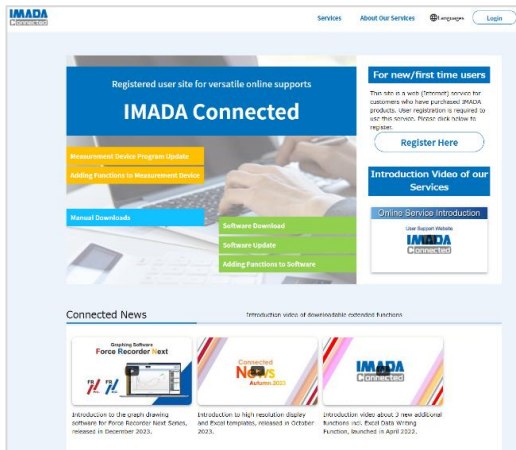 IMADA
Connected
Services
About Our Services
Languages
Login
Registered user site for versatile online supports
IMADA Connected
Measurement Device Program Update
Adding Functions to Measurement Device
Manual Downloads
Software Download
Software Update
Adding Functions to Software
For new/first time users
This site is a web (Internet) service for
customers who have purchased IMADA
products. User registration is required to
use this service. Please click below to
register.
Register Here
Introduction Video of our
Services
Online Service Introduction
User Support Website
IMADA
Connected
Connected News
Introduction video of downloadable extended functions
Graphing Software
Force Recorder Next
Connected
News
Autumn.2023
IMADA
Connected
Introduction to the graph drawing
software for Force Recorder Next Series,
released in December 2023.
Introduction to high resolution display
and Excel templates, released in October
2023.
Introduction video about 3 new additional
functions incl. Excel Data Writing
Function, launched in April 2022.